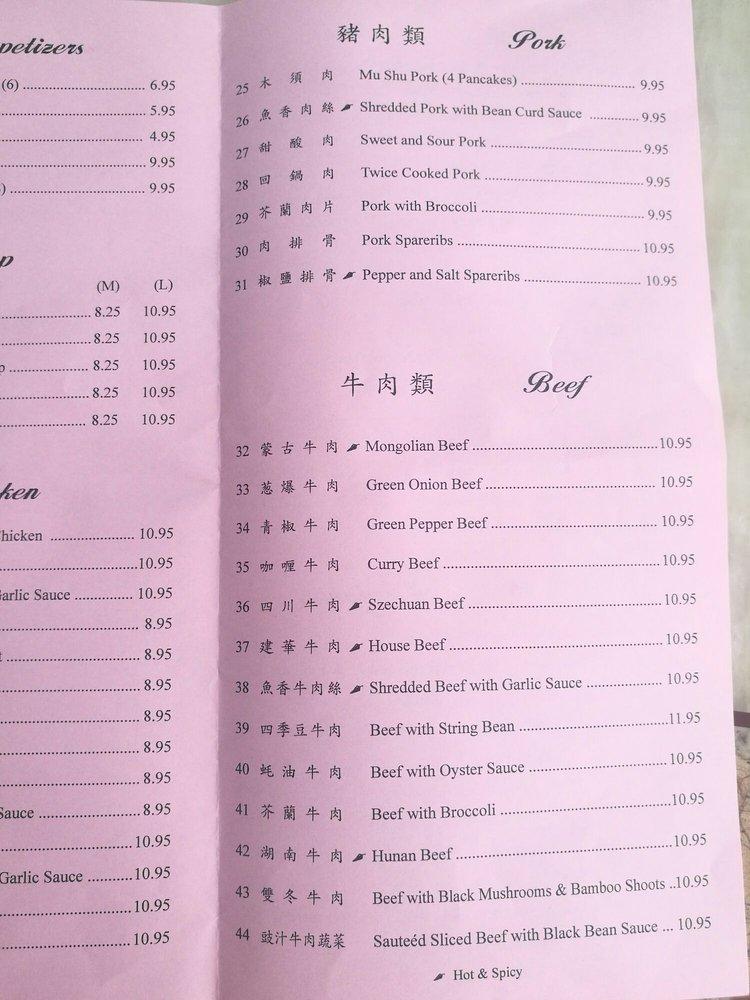 petizers
(6) 6.95
5.95
4.95
9.95
) 9.95
p
(M) (L)
8.25 10.95
8.25 10.95
p 8.25 10.95
8.25 10.95
8.25 10.95
ken
Chicken 10.95
10.95
Garlic Sauce 10.95
8.95
t 8.95
8.95
8.95
8.95
8.95
Sauce 8.95
10.95
Garlic Sauce 10.95
10.95
10.95
豬肉類 Pork
25 木須肉 Mu Shu Pork (4 Pancakes) 9.95
26 魚香肉絲 Shredded Pork with Bean Curd Sauce 9.95
27 甜酸肉 Sweet and Sour Pork 9.95
28 回鍋肉 Twice Cooked Pork 9.95
29 芥蘭肉片 Pork with Broccoli 9.95
30 肉排骨 Pork Spareribs 10.95
31 椒鹽排骨 Pepper and Salt Spareribs 10.95
牛肉類 Beef
32 蒙古牛肉 Mongolian Beef 10.95
33 蔥爆牛肉 Green Onion Beef 10.95
34 青椒牛肉 Green Pepper Beef 10.95
35 咖喱牛肉 Curry Beef 10.95
36 四川牛肉 Szechuan Beef 10.95
37 建華牛肉 House Beef 10.95
38 魚香牛肉絲 Shredded Beef with Garlic Sauce 10.95
39 四季豆牛肉 Beef with String Bean 11.95
40 蚝油牛肉 Beef with Oyster Sauce 10.95
41 芥蘭牛肉 Beef with Broccoli 10.95
42 湖南牛肉 Hunan Beef 10.95
43 雙冬牛肉 Beef with Black Mushrooms & Bamboo Shoots 10.95
44 豉汁牛肉蔬菜 Sauteéd Sliced Beef with Black Bean Sauce 10.95
Hot & Spicy